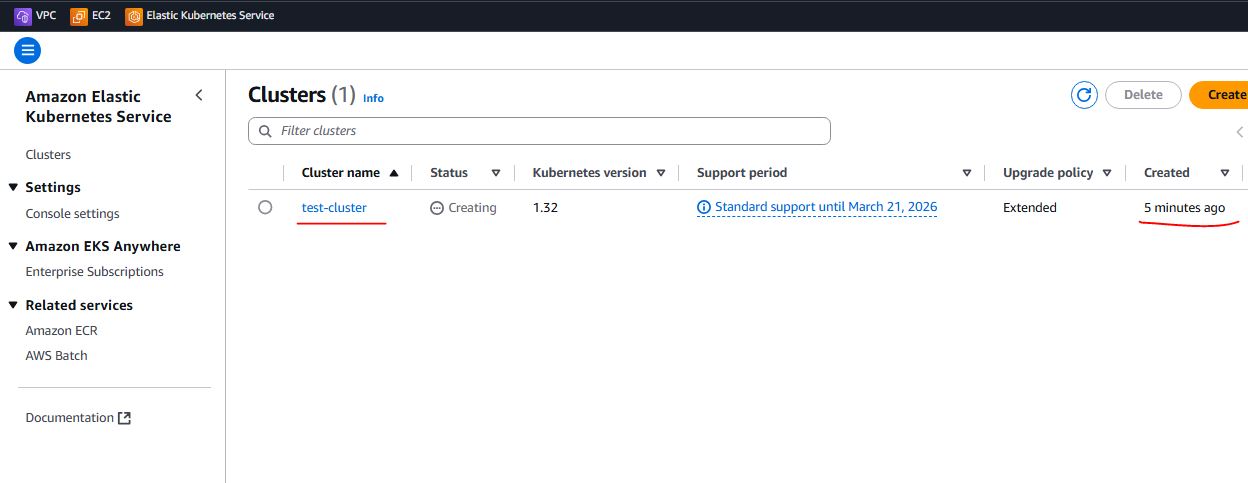 VPC EC2 Elastic Kubernetes Service
Amazon Elastic
Kubernetes Service
Clusters
Settings
Console settings
Amazon EKS Anywhere
Enterprise Subscriptions
Related services
Amazon ECR
AWS Batch
Documentation
Clusters (1) Info
Delete Create
Filter clusters
Cluster name Status Kubernetes version Support period Upgrade policy Created
test-cluster Creating 1.32 Standard support until March 21, 2026 Extended 5 minutes ago